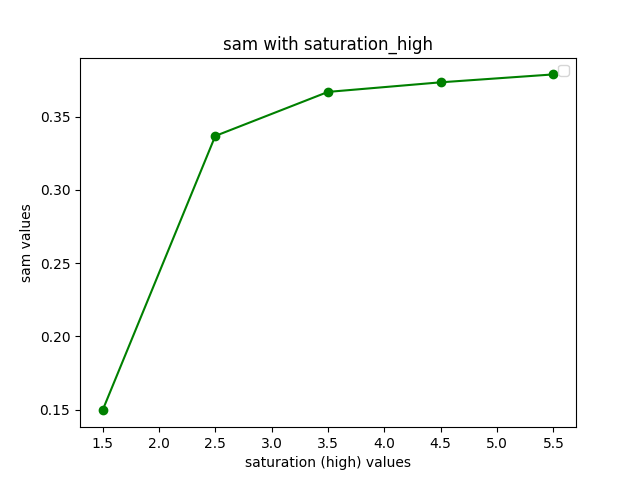 sam with saturation_high
sam values
0.35
0.30
0.25
0.20
0.15
1.5 2.0 2.5 3.0 3.5 4.0 4.5 5.0 5.5
saturation (high) values